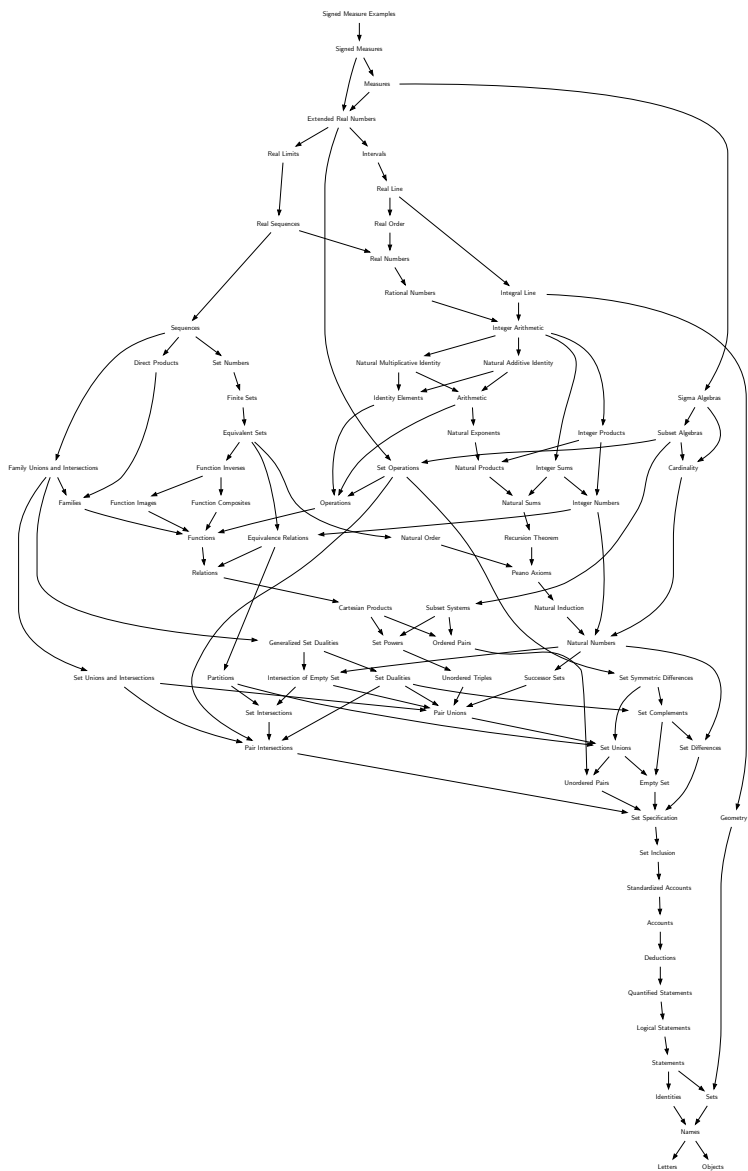 Signed Measure Examples
Signed Measures
Measures
Extended Real Numbers
Real Limits
Intervals
Real Line
Real Sequences
Real Order
Real Numbers
Rational Numbers
Integral Line
Sequences
Integer Arithmetic
Direct Products
Set Numbers
Natural Multiplicative Identity
Natural Additive Identity
Finite Sets
Identity Elements
Arithmetic
Sigma Algebras
Equivalent Sets
Natural Exponents
Integer Products
Subset Algebras
Family Unions and Intersections
Function Inverses
Set Operations
Natural Products
Integer Sums
Cardinality
Families
Function Images
Function Composites
Operations
Natural Sums
Integer Numbers
Functions
Equivalence Relations
Natural Order
Recursion Theorem
Relations
Peano Axioms
Cartesian Products
Subset Systems
Natural Induction
Generalized Set Dualities
Set Powers
Ordered Pairs
Natural Numbers
Set Unions and Intersections
Partitions
Intersection of Empty Set
Set Dualities
Unordered Triples
Successor Sets
Set Symmetric Differences
Set Intersections
Pair Unions
Set Complements
Pair Intersections
Set Unions
Set Differences
Unordered Pairs
Empty Set
Set Specification
Geometry
Set Inclusion
Standardized Accounts
Accounts
Deductions
Quantified Statements
Logical Statements
Statements
Identities
Sets
Names
Letters
Objects